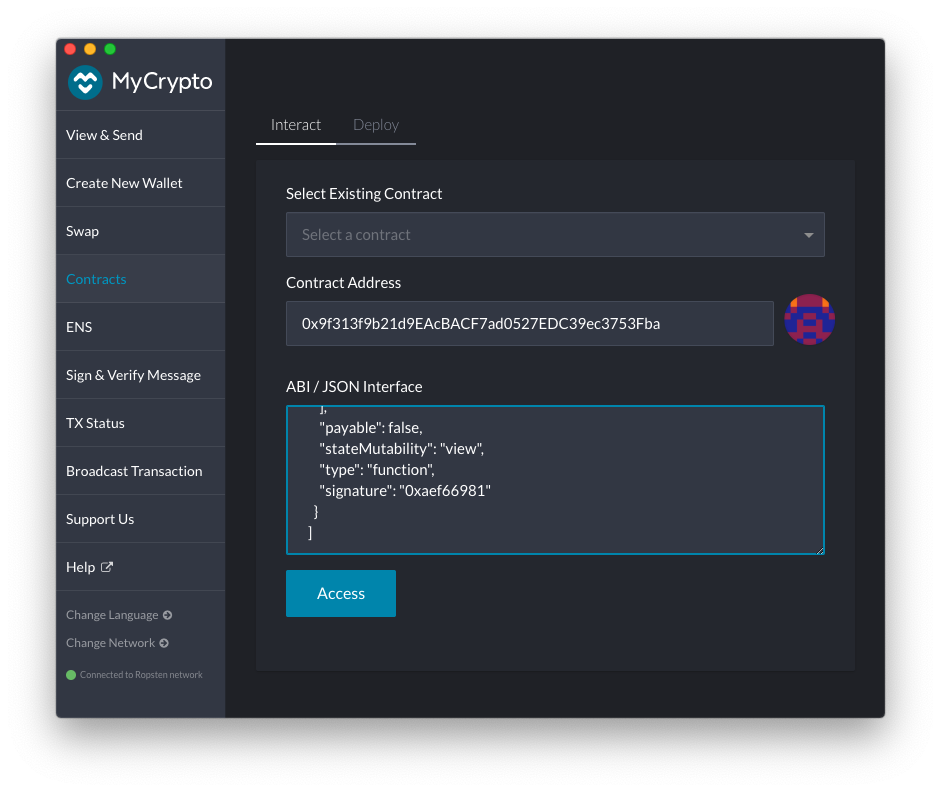 MyCrypto
View & Send
Create New Wallet
Swap
Contracts
ENS
Sign & Verify Message
TX Status
Broadcast Transaction
Support Us
Help
Change Language
Change Network
Connected to Ropsten network
Interact Deploy
Select Existing Contract
Select a contract
Contract Address
0x9f313f9b21d9EAcBACF7ad0527EDC39ec3753Fba
ABI / JSON Interface
],
"payable": false,
"stateMutability": "view",
"type": "function",
"signature": "0xaef66981"
}
]
Access